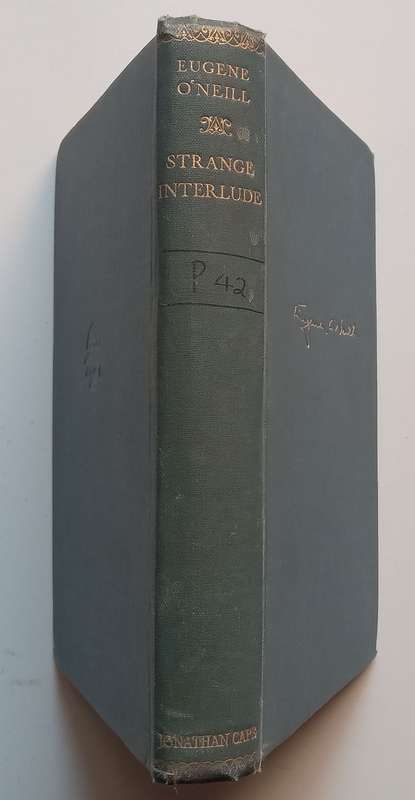 EUGENE
O'NEILL
STRANGE
INTERLUDE
P 42
Eugene O'Neill
JONATHAN CAPE